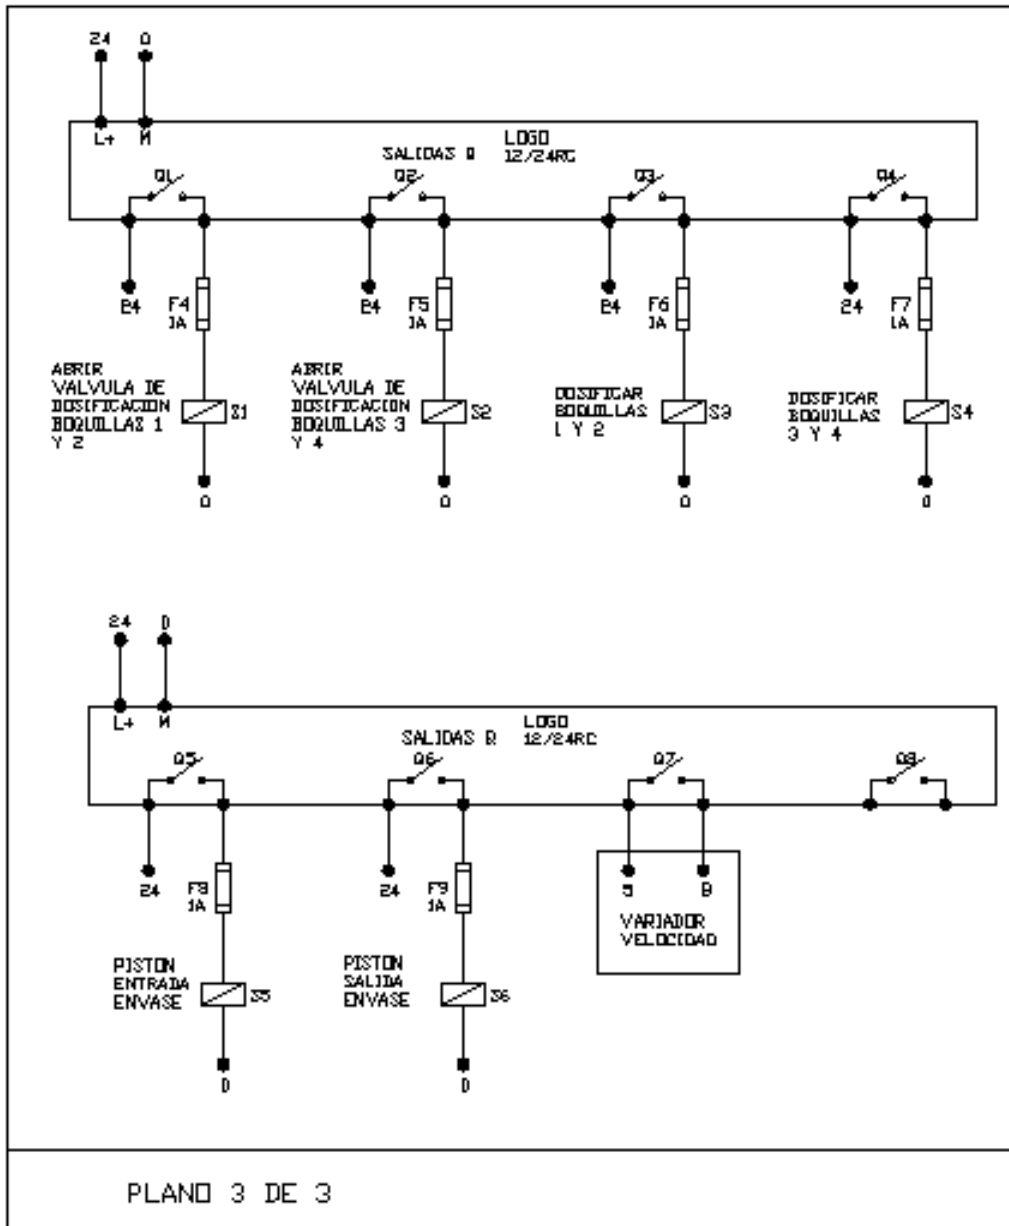 24 0
L+ M
SALIDAS Q
LOGO
12/24RC
Q1 Q2 Q3 Q4
24 F4
1A
24 F5
1A
24 F6
1A
24 F7
1A
ABRIR
VALVULA DE
DOSIFICACION
BOQUILLAS 1
Y 2
S1
ABRIR
VALVULA DE
DOSIFICACION
BOQUILLAS 3
Y 4
S2
DOSIFICAR
BOQUILLAS
1 Y 2
S3
DOSIFICAR
BOQUILLAS
3 Y 4
S4
0 0 0 0
24 0
L+ M
SALIDAS Q
LOGO
12/24RC
Q5 Q6 Q7 Q8
24 F8
1A
24 F9
1A
VARIADOR
VELOCIDAD
PISTON
ENTRADA
ENVASE
S5
PISTON
SALIDA
ENVASE
S6
0 0
PLANO 3 DE 3